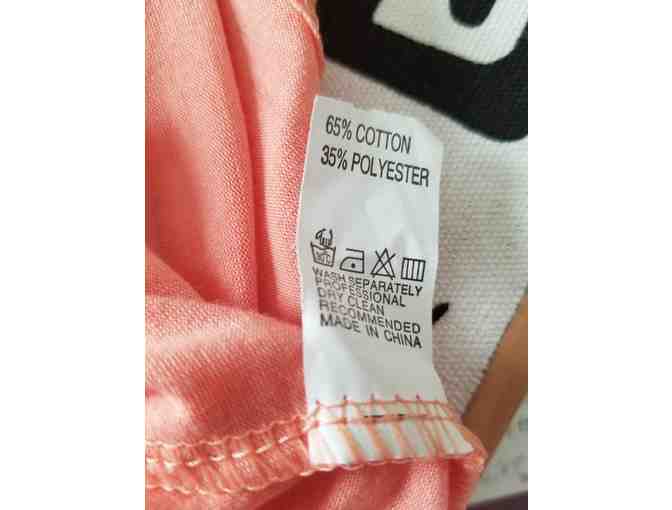 65% COTTON
35% POLYESTER
WASH SEPARATELY
PROFESSIONAL
DRY CLEAN
RECOMMENDED
MADE IN CHINA